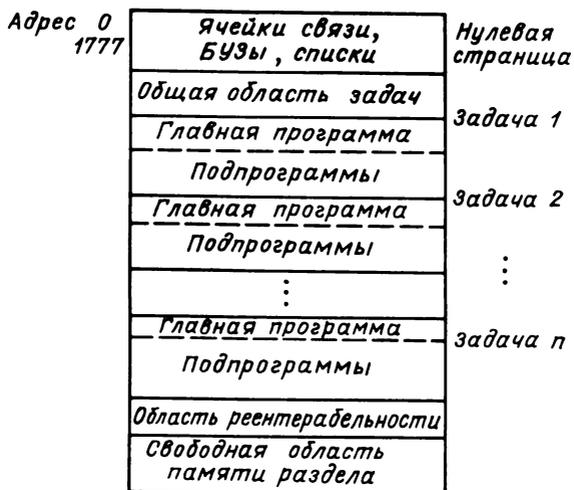 Адрес 0
1777
Ячейки связи,
БУЗы, списки
Нулевая
страница
Общая область задач
Задача 1
Главная программа
Подпрограммы
Задача 2
Главная программа
Подпрограммы
⋮
⋮
Главная программа
Задача n
Подпрограммы
Область реентерабельности
Свободная область
памяти раздела